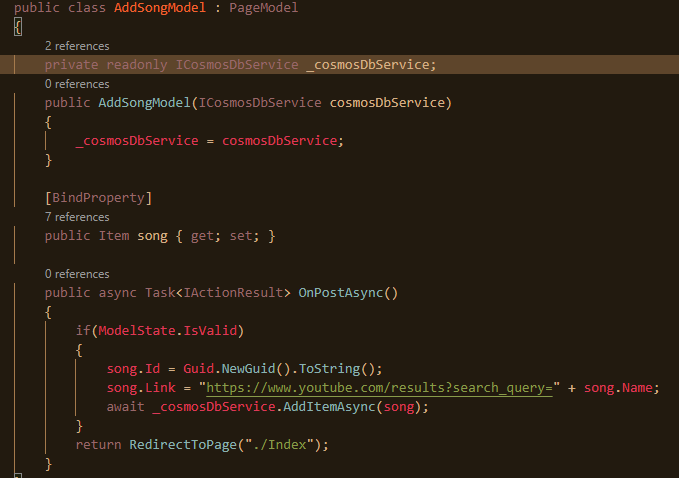 public class AddSongModel : PageModel
{
2 references
private readonly ICosmosDbService _cosmosDbService;
0 references
public AddSongModel(ICosmosDbService cosmosDbService)
{
_cosmosDbService = cosmosDbService;
}
[BindProperty]
7 references
public Item song { get; set; }
0 references
public async Task<IActionResult> OnPostAsync()
{
if(ModelState.IsValid)
{
song.Id = Guid.NewGuid().ToString();
song.Link = "https://www.youtube.com/results?search_query=" + song.Name;
await _cosmosDbService.AddItemAsync(song);
}
return RedirectToPage("./Index");
}